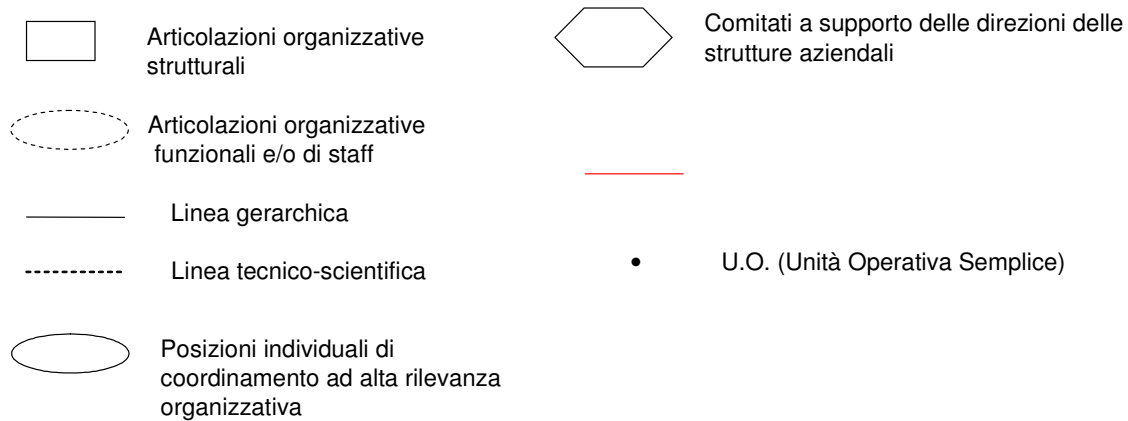 Articolazioni organizzative
strutturali
Articolazioni organizzative
funzionali e/o di staff
Linea gerarchica
Linea tecnico-scientifica
Posizioni individuali di
coordinamento ad alta rilevanza
organizzativa
Comitati a supporto delle direzioni delle
strutture aziendali
• U.O. (Unità Operativa Semplice)